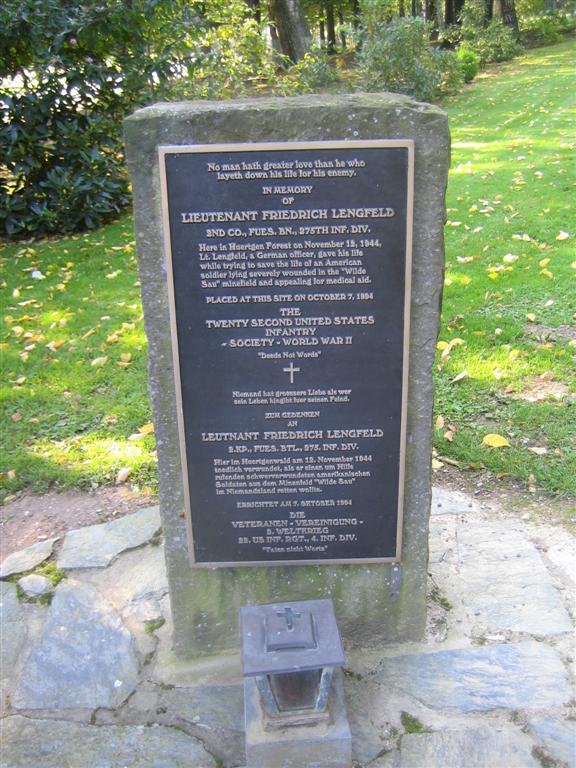 No man hath greater love than he who
layeth down his life for his enemy.
IN MEMORY
OF
LIEUTENANT FRIEDRICH LENGFELD
2ND CO., FUES. BN., 275TH INF. DIV.
Here in Huertgen Forest on November 12, 1944,
Lt. Lengfeld, a German officer, gave his life
while trying to save the life of an American
soldier lying severely wounded in the "Wilde
Sau" minefield and appealing for medical aid.
PLACED AT THIS SITE ON OCTOBER 7, 1994
THE
TWENTY SECOND UNITED STATES
INFANTRY
- SOCIETY - WORLD WAR II
"Deeds Not Words"
Niemand hat groessere Liebe als wer
sein Leben hingibt fuer seinen Feind.
ZUM GEDENKEN
AN
LEUTNANT FRIEDRICH LENGFELD
2.KP., FUES. BTL., 275. INF. DIV.
Hier im Huertgenwald am 12. November 1944
toedlich verwundet, als er einen um Hilfe
rufenden schwerverwundeten amerikanischen
Soldaten aus dem Minenfeld "Wilde Sau"
im Niemandsland retten wollte.
ERRICHTET AM 7. OKTOBER 1994
DIE
VETERANEN - VEREINIGUNG -
2. WELTKRIEG
22. US INF. RGT., 4. INF. DIV.
"Taten nicht Worte"